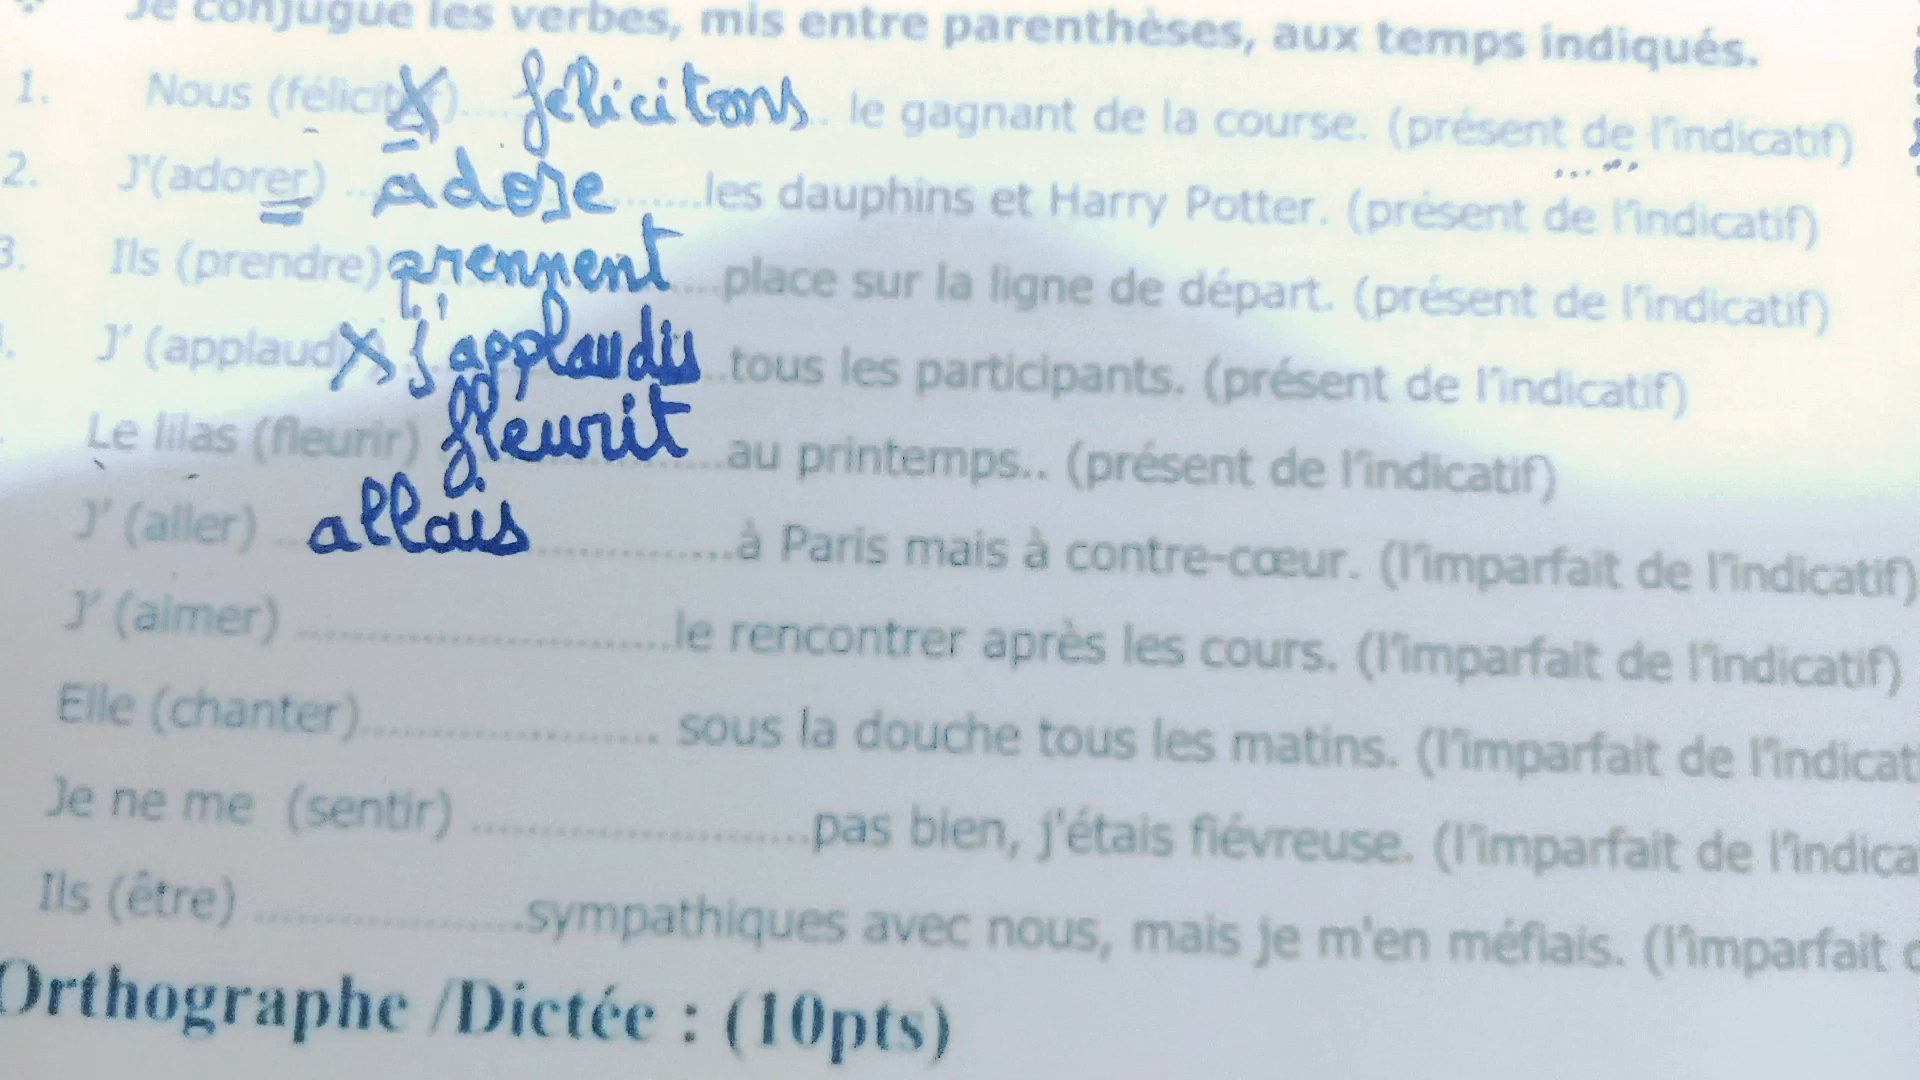 Je conjugue les verbes, mis entre parenthèses, aux temps indiqués.
1. Nous (félicit ).... félicitons.. le gagnant de la course. (présent de l'indicatif)
2. J'(adorer) .. adore .......les dauphins et Harry Potter. (présent de l'indicatif)
3. Ils (prendre) prennent ....place sur la ligne de départ. (présent de l'indicatif)
J' (applaud j'applaudis ..tous les participants. (présent de l'indicatif)
Le lilas (fleurir) fleurit ...au printemps.. (présent de l'indicatif)
J' (aller) .. allais ..............à Paris mais à contre-cœur. (l'imparfait de l'indicatif)
J' (aimer) ...........................le rencontrer après les cours. (l'imparfait de l'indicatif)
Elle (chanter)...................... sous la douche tous les matins. (l'imparfait de l'indicati
Je ne me (sentir) .........................pas bien, j'étais fiévreuse. (l'imparfait de l'indica
Ils (être) ....................sympathiques avec nous, mais je m'en méfiais. (l'imparfait d
Orthographe /Dictée : (10pts)